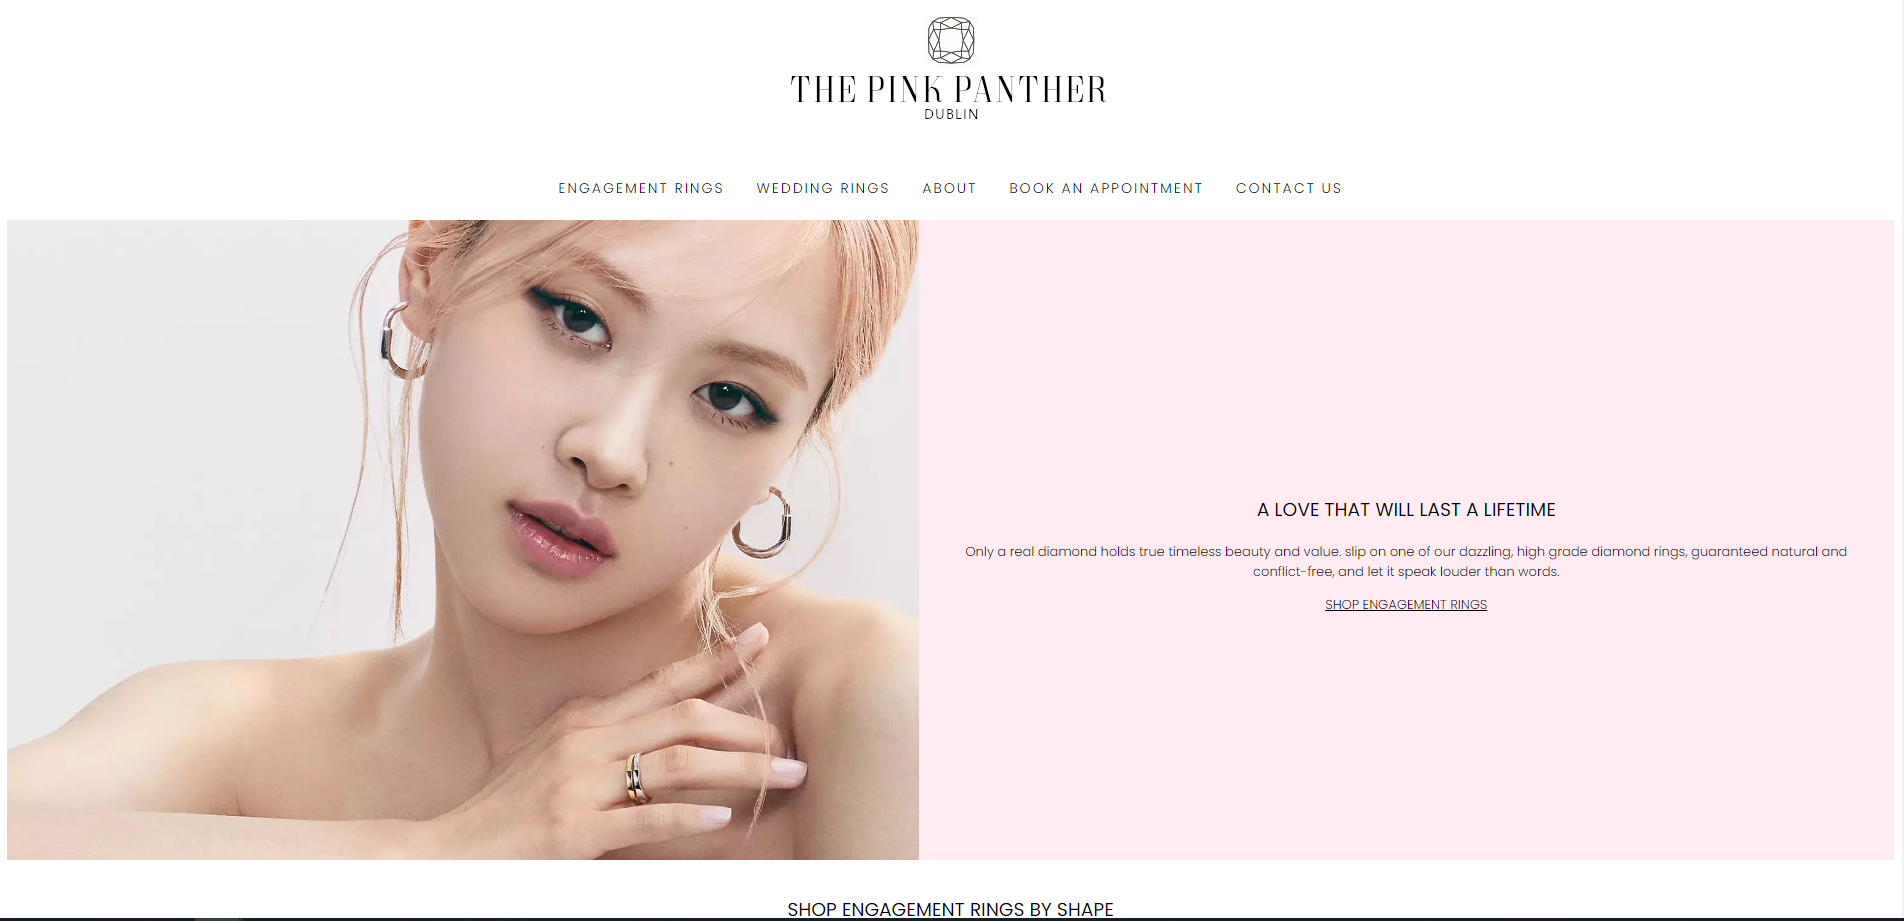 THE PINK PANTHER
DUBLIN
ENGAGEMENT RINGS WEDDING RINGS ABOUT BOOK AN APPOINTMENT CONTACT US
A LOVE THAT WILL LAST A LIFETIME
Only a real diamond holds true timeless beauty and value. slip on one of our dazzling, high grade diamond rings, guaranteed natural and
conflict-free, and let it speak louder than words.
SHOP ENGAGEMENT RINGS
SHOP ENGAGEMENT RINGS BY SHAPE